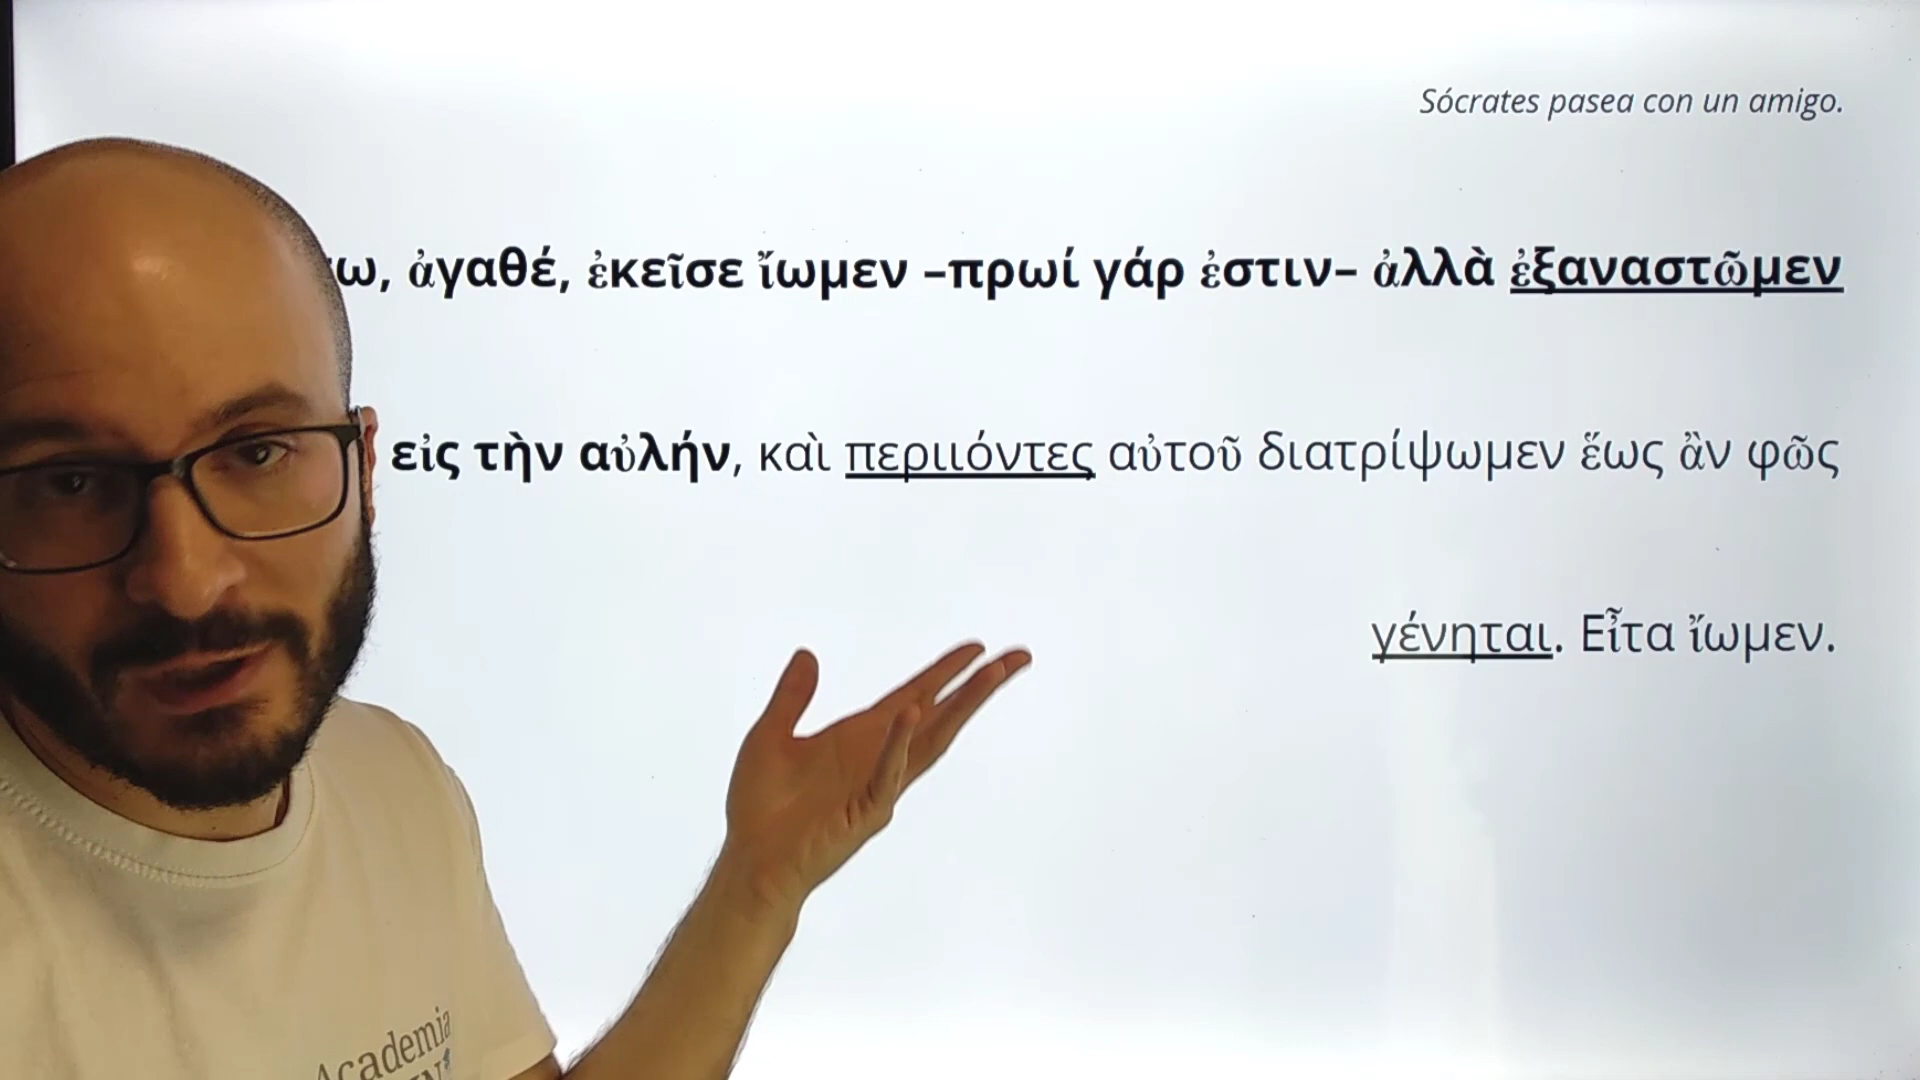 Sócrates pasea con un amigo.
ἀγαθέ, ἐκεῖσε ἴωμεν –πρωί γάρ ἐστιν– ἀλλὰ ἐξαναστῶμεν
εἰς τὴν αὐλήν, καὶ περιιόντες αὐτοῦ διατρίψωμεν ἕως ἂν φῶς
γένηται. Εἶτα ἴωμεν.
Academia